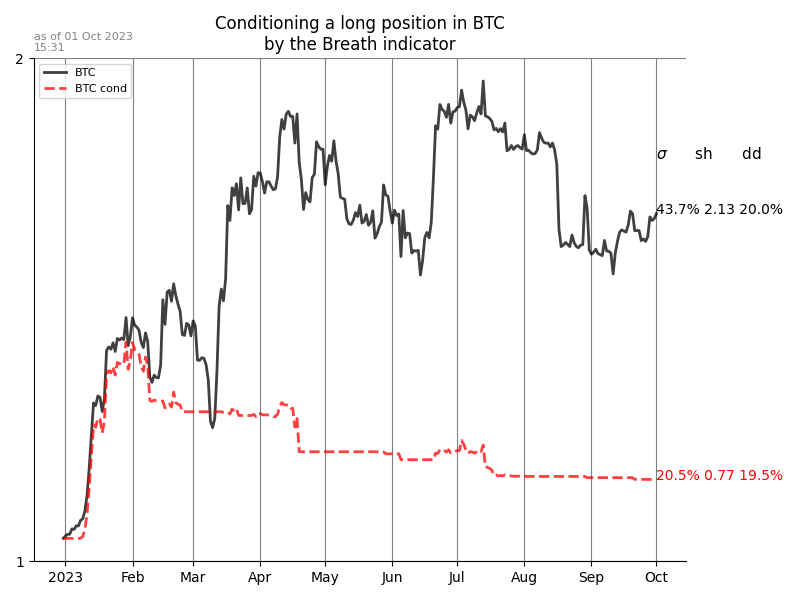 Conditioning a long position in BTC
by the Breath indicator
as of 01 Oct 2023
15:31
2
BTC
BTC cond
σ sh dd
43.7% 2.13 20.0%
20.5% 0.77 19.5%
1
2023 Feb Mar Apr May Jun Jul Aug Sep Oct